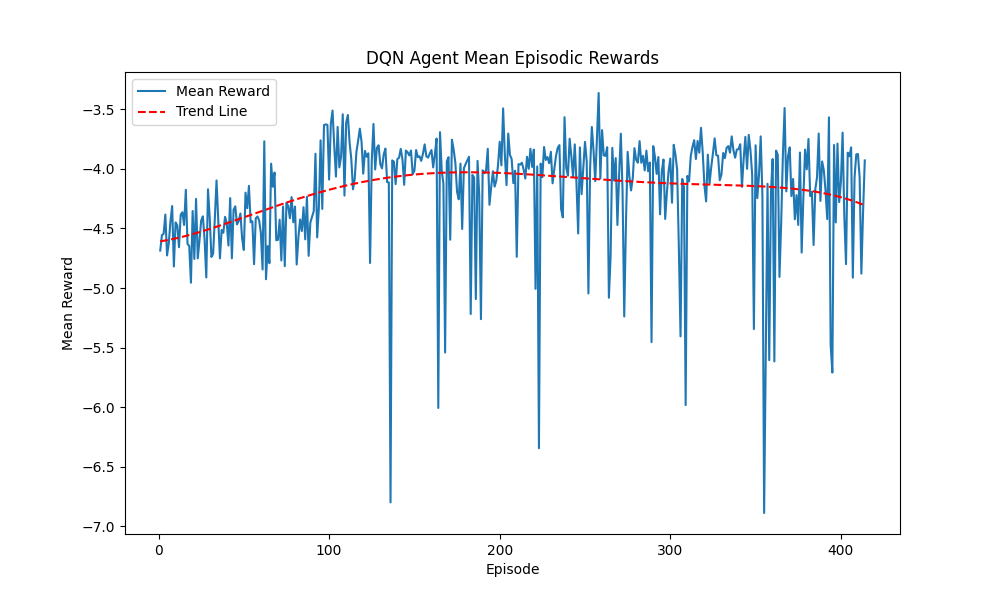 DQN Agent Mean Episodic Rewards
Mean Reward
Trend Line
−3.5
−4.0
−4.5
−5.0
−5.5
−6.0
−6.5
−7.0
Mean Reward
0
100
200
300
400
Episode